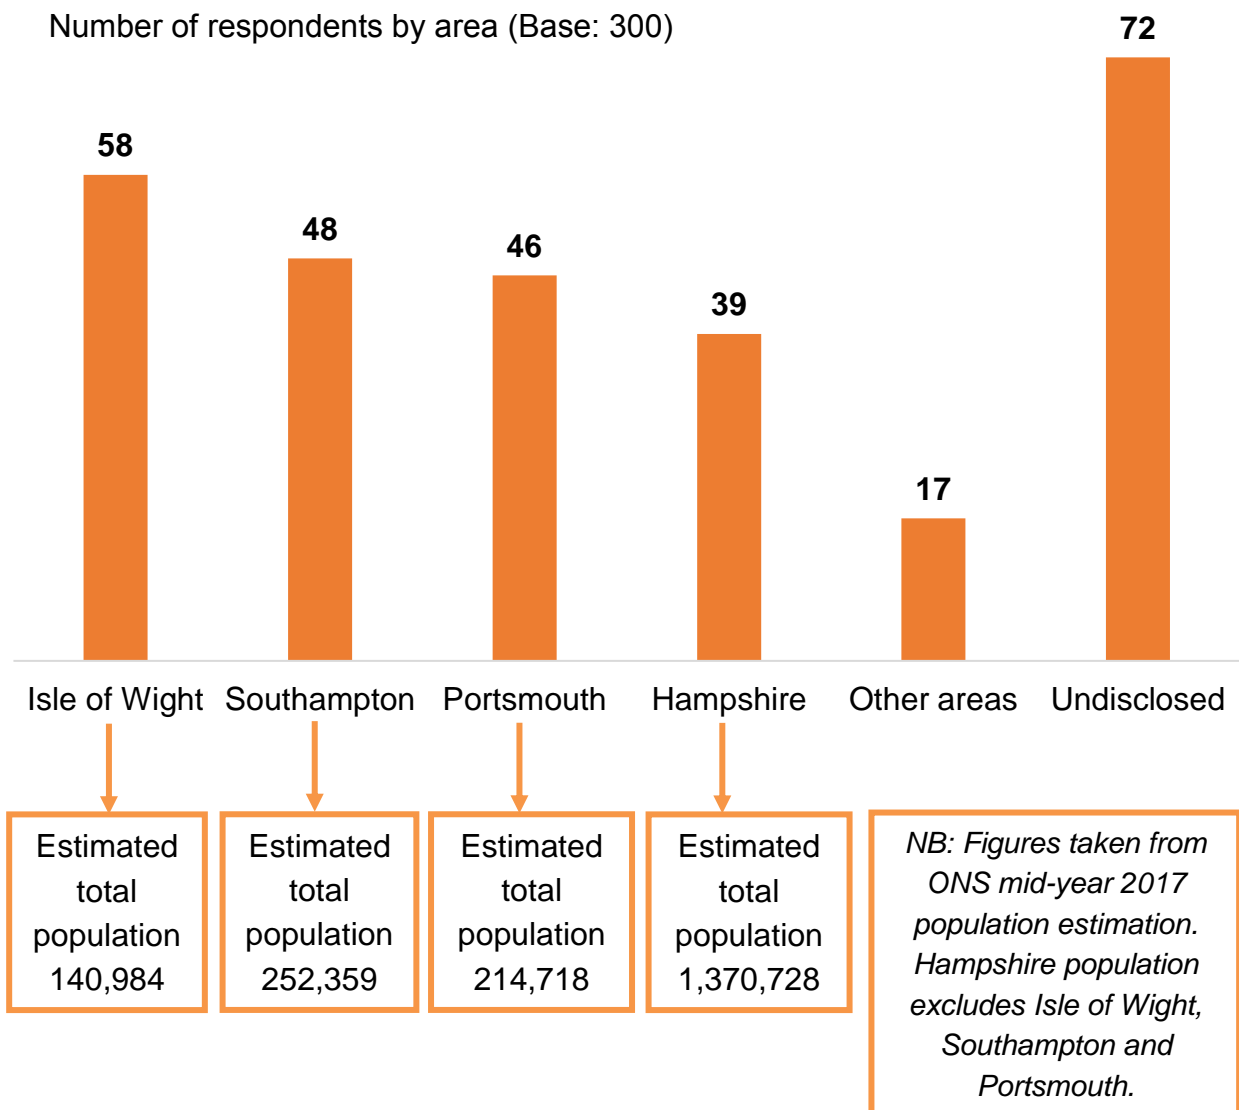 Number of respondents by area (Base: 300)
72
58
48
46
39
17
Isle of Wight
Southampton
Portsmouth
Hampshire
Other areas
Undisclosed
Estimated
total
population
140,984
Estimated
total
population
252,359
Estimated
total
population
214,718
Estimated
total
population
1,370,728
NB: Figures taken from
ONS mid-year 2017
population estimation.
Hampshire population
excludes Isle of Wight,
Southampton and
Portsmouth.